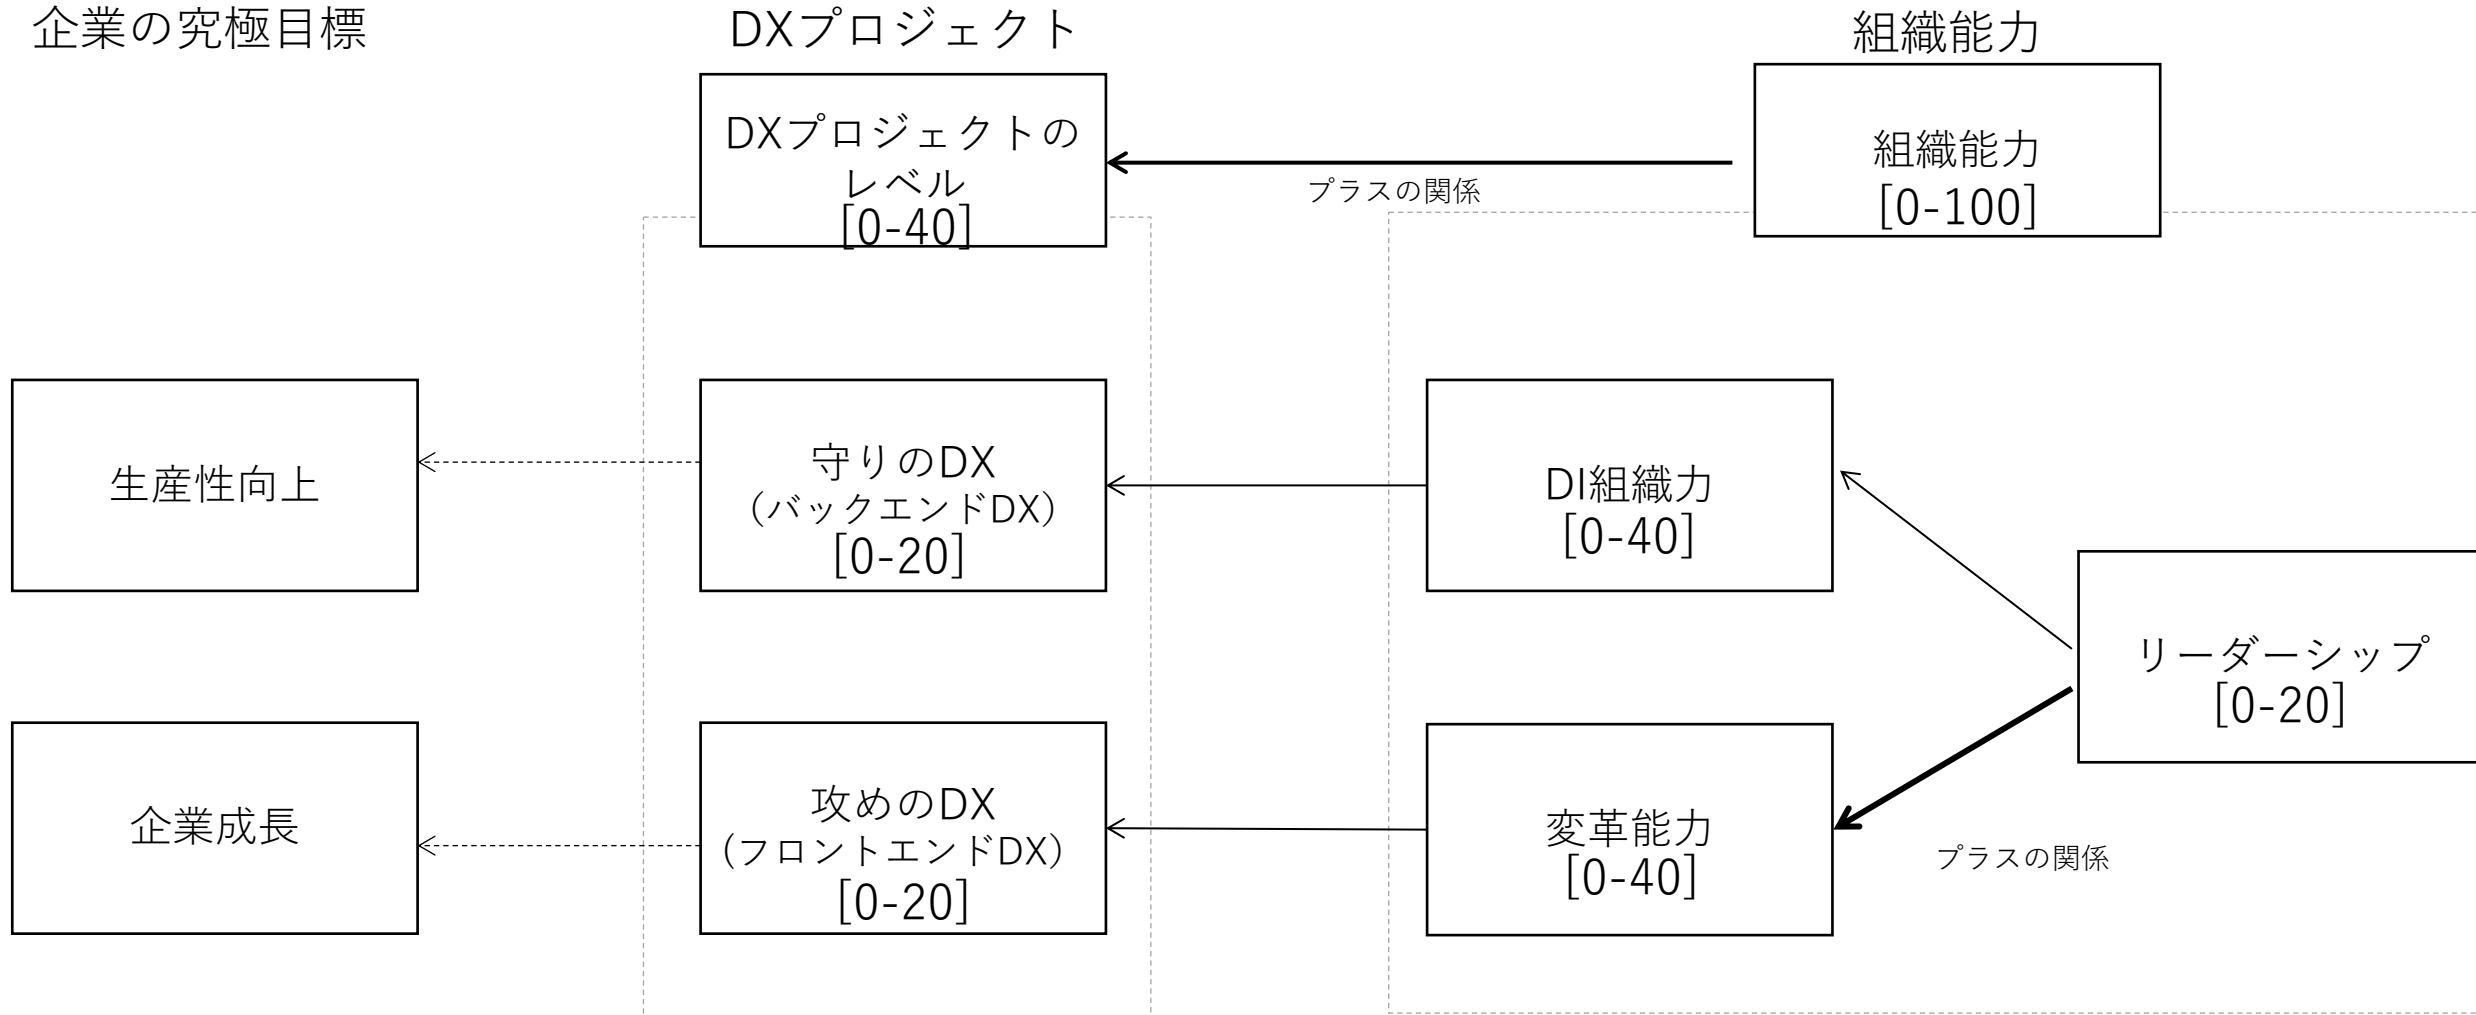 企業の究極目標
DXプロジェクト
組織能力
DXプロジェクトの
レベル
[0-40]
プラスの関係
組織能力
[0-100]
生産性向上
守りのDX
（バックエンドDX）
[0-20]
DI組織力
[0-40]
リーダーシップ
[0-20]
企業成長
攻めのDX
（フロントエンドDX）
[0-20]
変革能力
[0-40]
プラスの関係